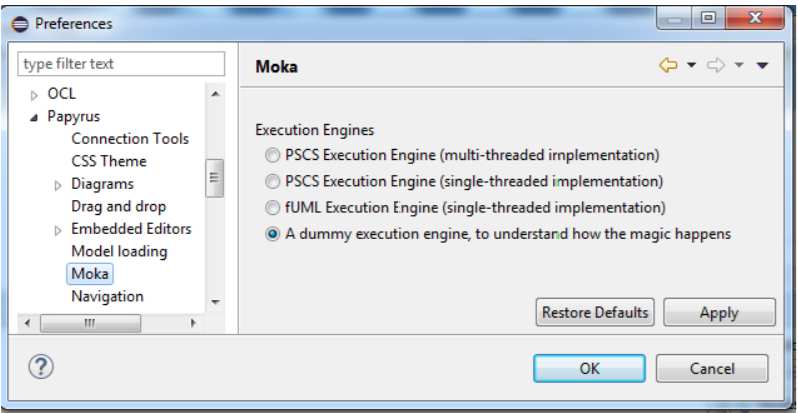 Preferences
type filter text
Moka
OCL
Papyrus
Connection Tools
CSS Theme
Diagrams
Drag and drop
Embedded Editors
Model loading
Moka
Navigation
Execution Engines
PSCS Execution Engine (multi-threaded implementation)
PSCS Execution Engine (single-threaded implementation)
fUML Execution Engine (single-threaded implementation)
A dummy execution engine, to understand how the magic happens
Restore Defaults
Apply
?
OK
Cancel